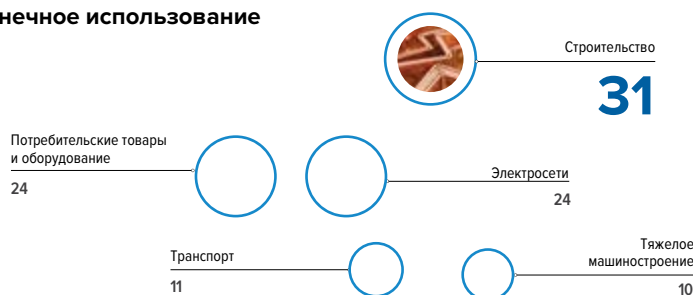 нечное использование
Строительство
31
Потребительские товары
и оборудование
24
Электросети
24
Транспорт
11
Тяжелое
машиностроение
10